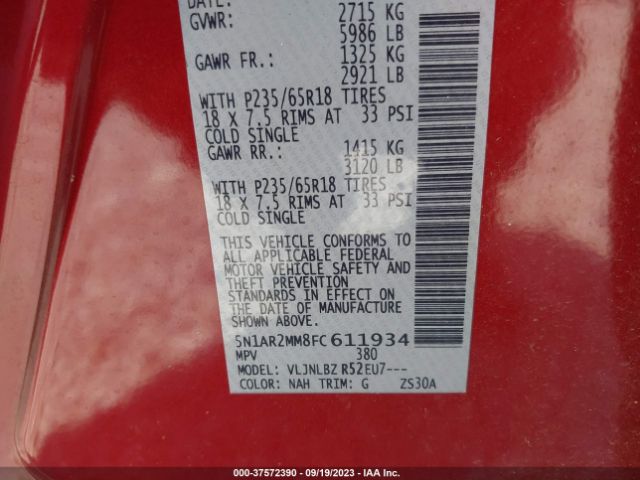 DATE:
GVWR: 2715 KG
5986 LB
GAWR FR.: 1325 KG
2921 LB
WITH P235/65R18 TIRES
18 X 7.5 RIMS AT 33 PSI
COLD SINGLE
GAWR RR.: 1415 KG
3120 LB
WITH P235/65R18 TIRES
18 X 7.5 RIMS AT 33 PSI
COLD SINGLE
THIS VEHICLE CONFORMS TO
ALL APPLICABLE FEDERAL
MOTOR VEHICLE SAFETY AND
THEFT PREVENTION
STANDARDS IN EFFECT ON
THE DATE OF MANUFACTURE
SHOWN ABOVE.
5N1AR2MM8FC611934
MPV 380
MODEL: VLJNLBZ R52EU7---
COLOR: NAH TRIM: G ZS30A
000-37572390 - 09/19/2023 - IAA Inc.